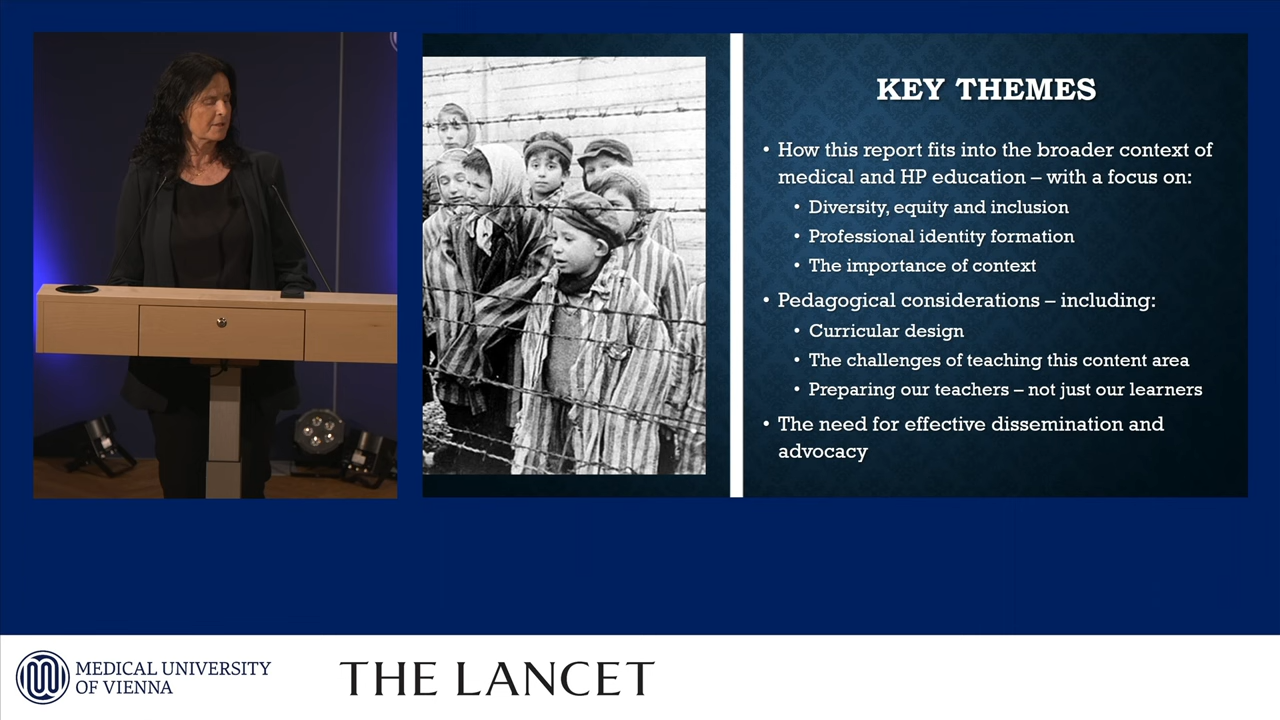 KEY THEMES
• How this report fits into the broader context of
medical and HP education – with a focus on:
• Diversity, equity and inclusion
• Professional identity formation
• The importance of context
• Pedagogical considerations – including:
• Curricular design
• The challenges of teaching this content area
• Preparing our teachers – not just our learners
• The need for effective dissemination and
advocacy
MEDICAL UNIVERSITY
OF VIENNA
THE LANCET